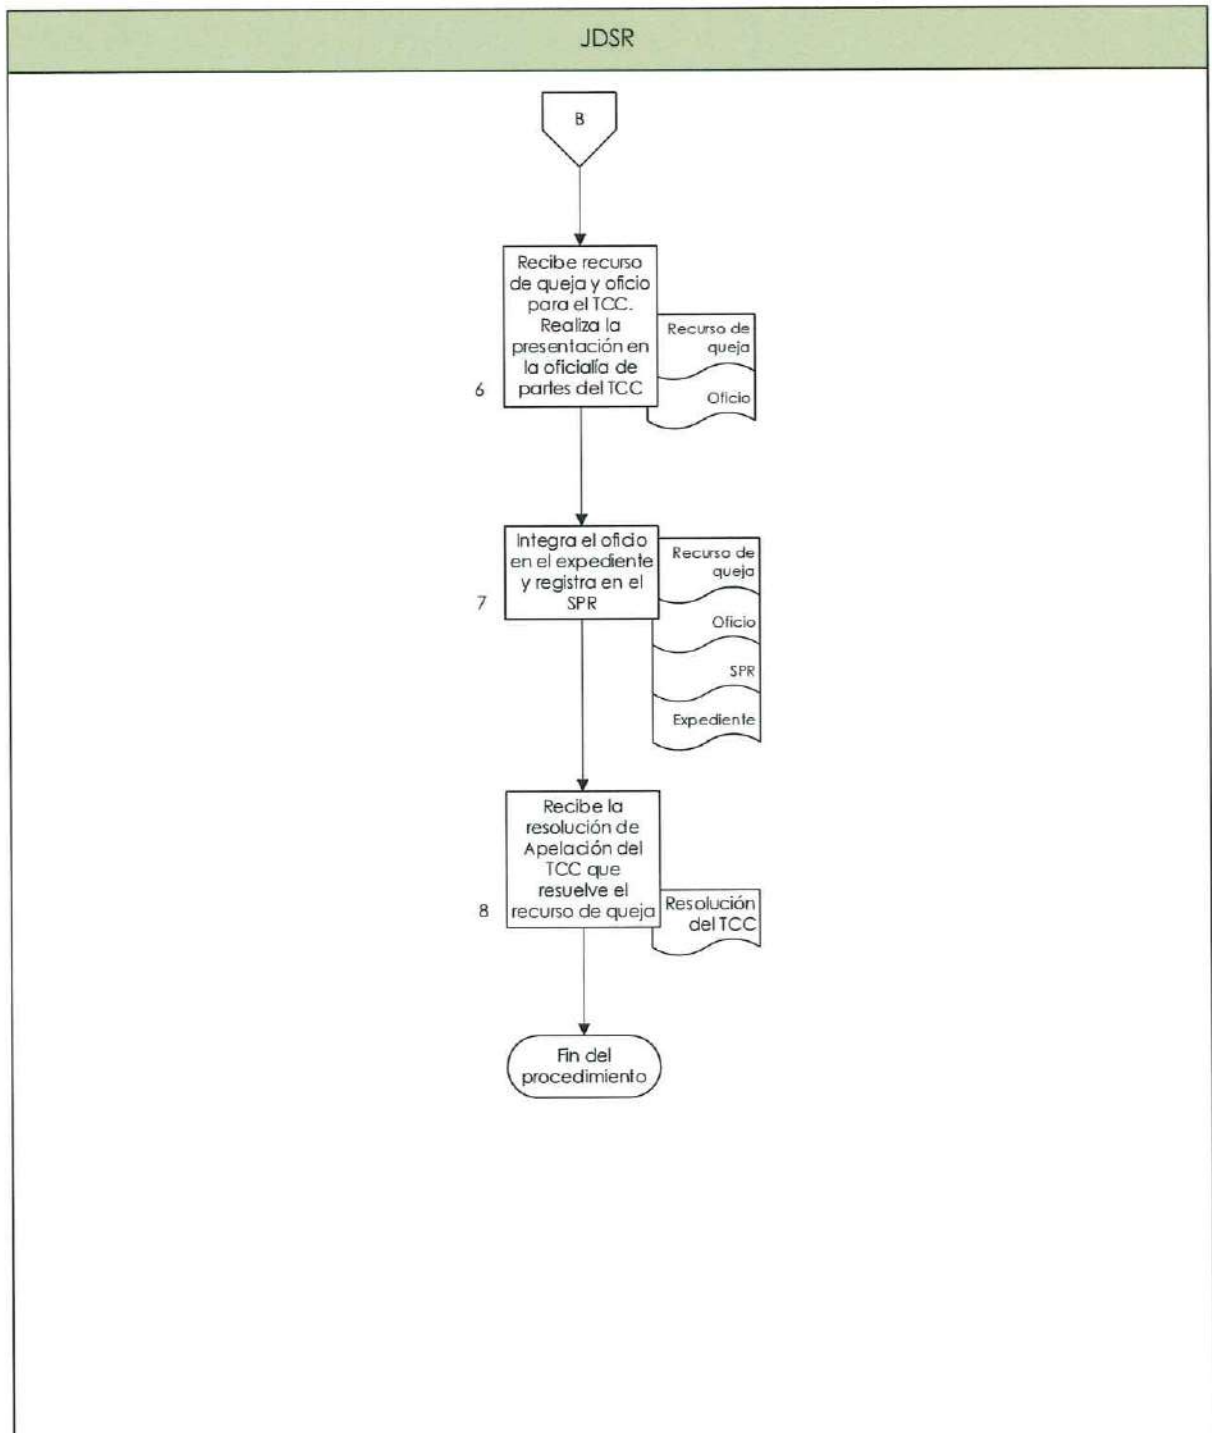 JDSR
B
Recibe recurso
de queja y oficio
para el TCC.
Realiza la
presentación en
la oficialía de
partes del TCC
6
Recurso de
queja
Oficio
Integra el oficio
en el expediente
y registra en el
SPR
7
Recurso de
queja
Oficio
SPR
Expediente
Recibe la
resolución de
Apelación del
TCC que
resuelve el
recurso de queja
8
Resolución
del TCC
Fin del
procedimiento